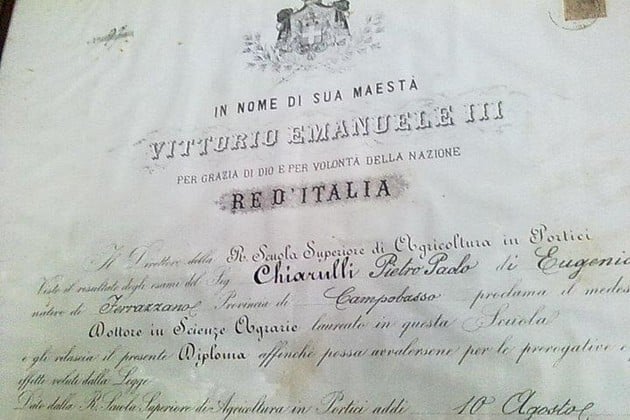 IN NOME DI SUA MAESTÀ
VITTORIO EMANUELE III
PER GRAZIA DI DIO E PER VOLONTÀ DELLA NAZIONE
RE D'ITALIA
Il Direttore della R. Scuola Superiore di Agricoltura in Portici
Visto il resultato degli esami del Sig. Chiarulli Pietro Paolo di Eugenio
nativo di Ferrazzano Provincia di Campobasso proclama il medes
Dottore in Scienze Agrarie laureato in questa Scuola
e gli rilascia il presente Diploma affinchè possa avvalersene per le prerogative e
effetti voluti dalla Legge
Dato dalla R. Scuola Superiore di Agricoltura in Portici addì 10 Agosto